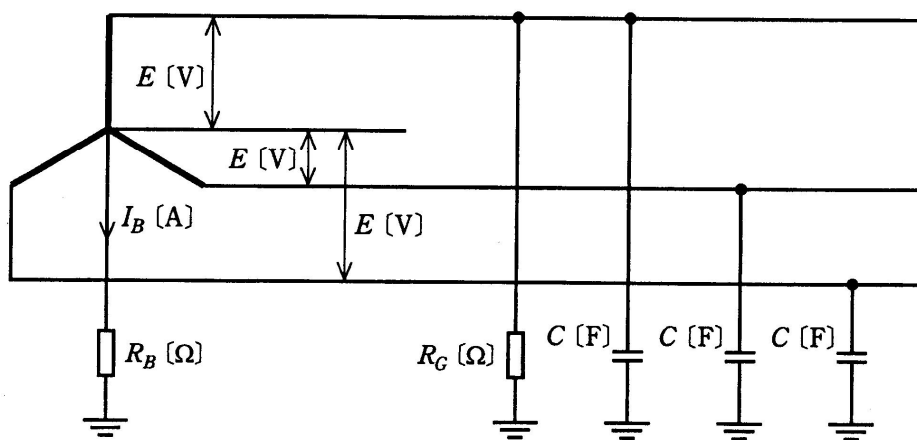 E [V]
E [V]
I_B [A]
E [V]
R_B [Ω]
R_G [Ω]
C [F]
C [F]
C [F]